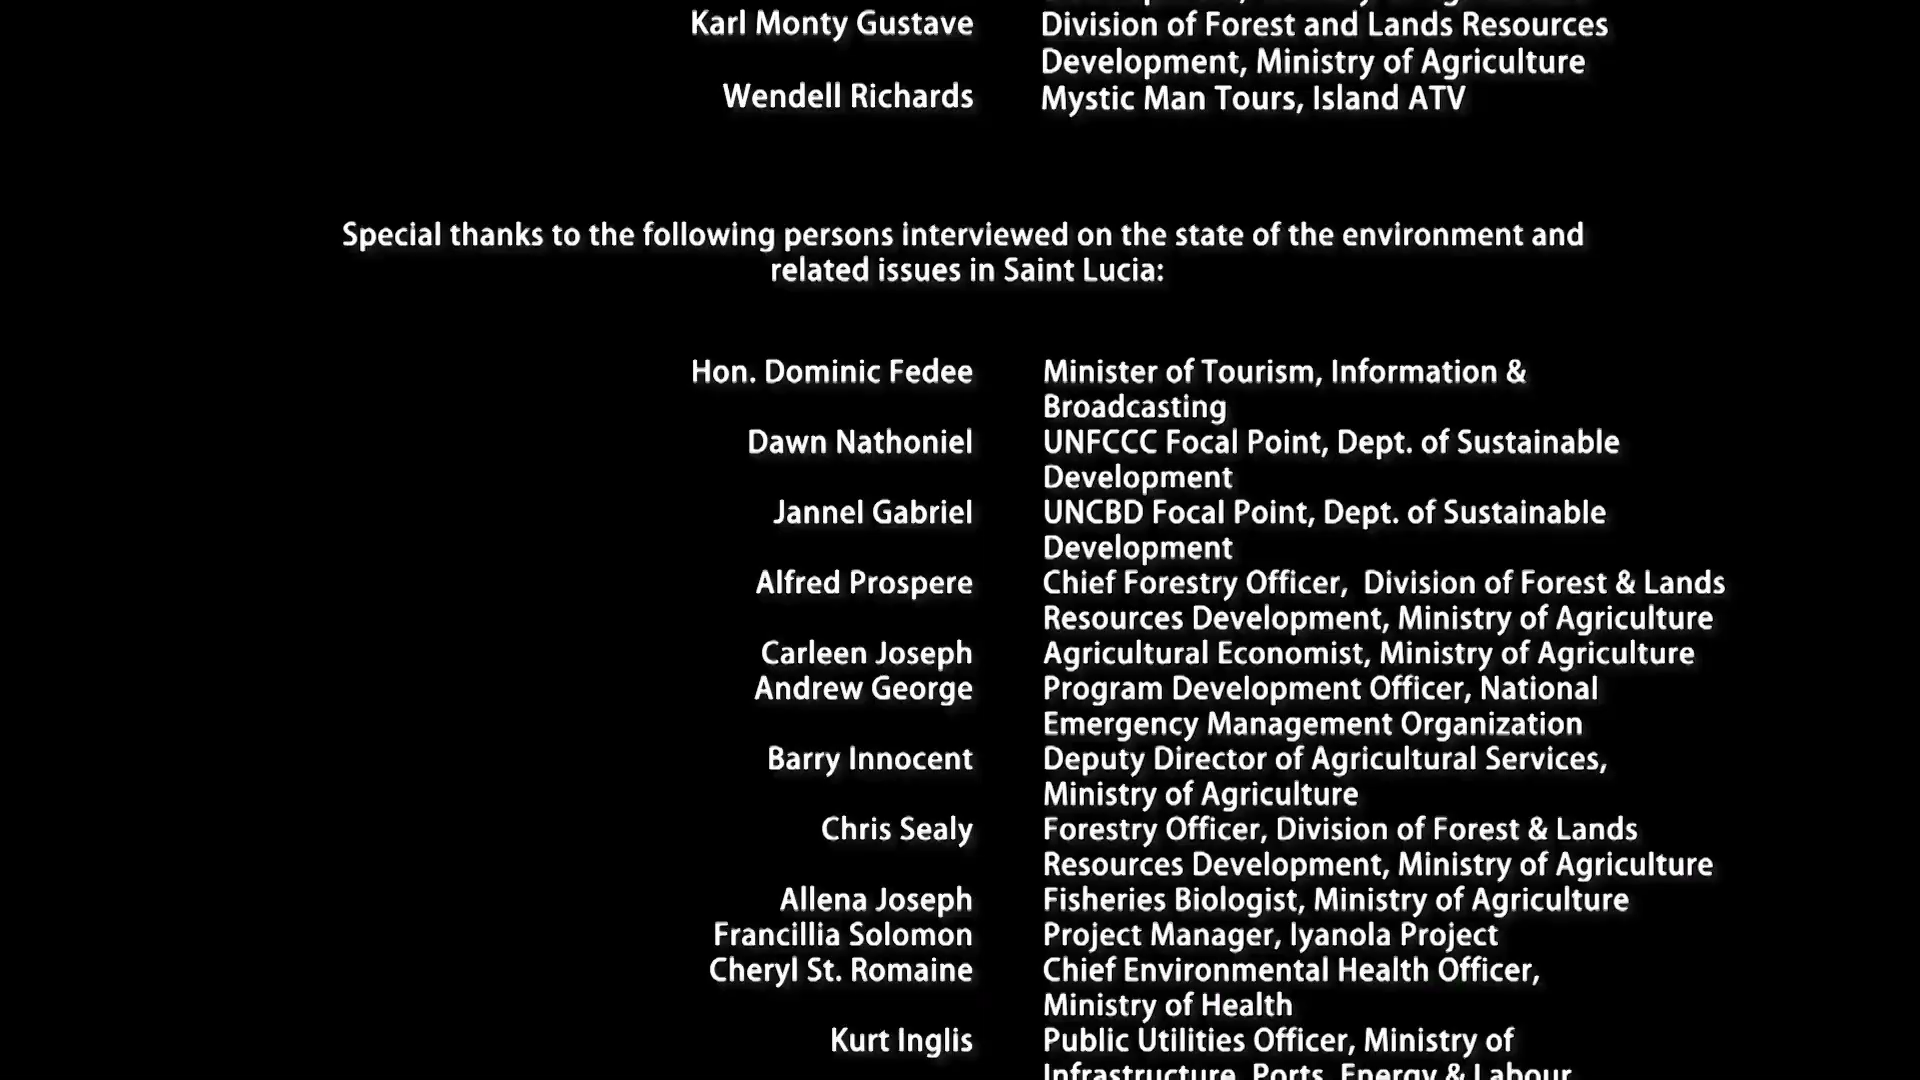 Karl Monty Gustave Division of Forest and Lands Resources
Development, Ministry of Agriculture
Wendell Richards Mystic Man Tours, Island ATV
Special thanks to the following persons interviewed on the state of the environment and
related issues in Saint Lucia:
Hon. Dominic Fedee Minister of Tourism, Information &
Broadcasting
Dawn Nathoniel UNFCCC Focal Point, Dept. of Sustainable
Development
Jannel Gabriel UNCBD Focal Point, Dept. of Sustainable
Development
Alfred Prospere Chief Forestry Officer, Division of Forest & Lands
Resources Development, Ministry of Agriculture
Carleen Joseph Agricultural Economist, Ministry of Agriculture
Andrew George Program Development Officer, National
Emergency Management Organization
Barry Innocent Deputy Director of Agricultural Services,
Ministry of Agriculture
Chris Sealy Forestry Officer, Division of Forest & Lands
Resources Development, Ministry of Agriculture
Allena Joseph Fisheries Biologist, Ministry of Agriculture
Francillia Solomon Project Manager, Iyanola Project
Cheryl St. Romaine Chief Environmental Health Officer,
Ministry of Health
Kurt Inglis Public Utilities Officer, Ministry of
Infrastructure, Ports, Energy & Labour